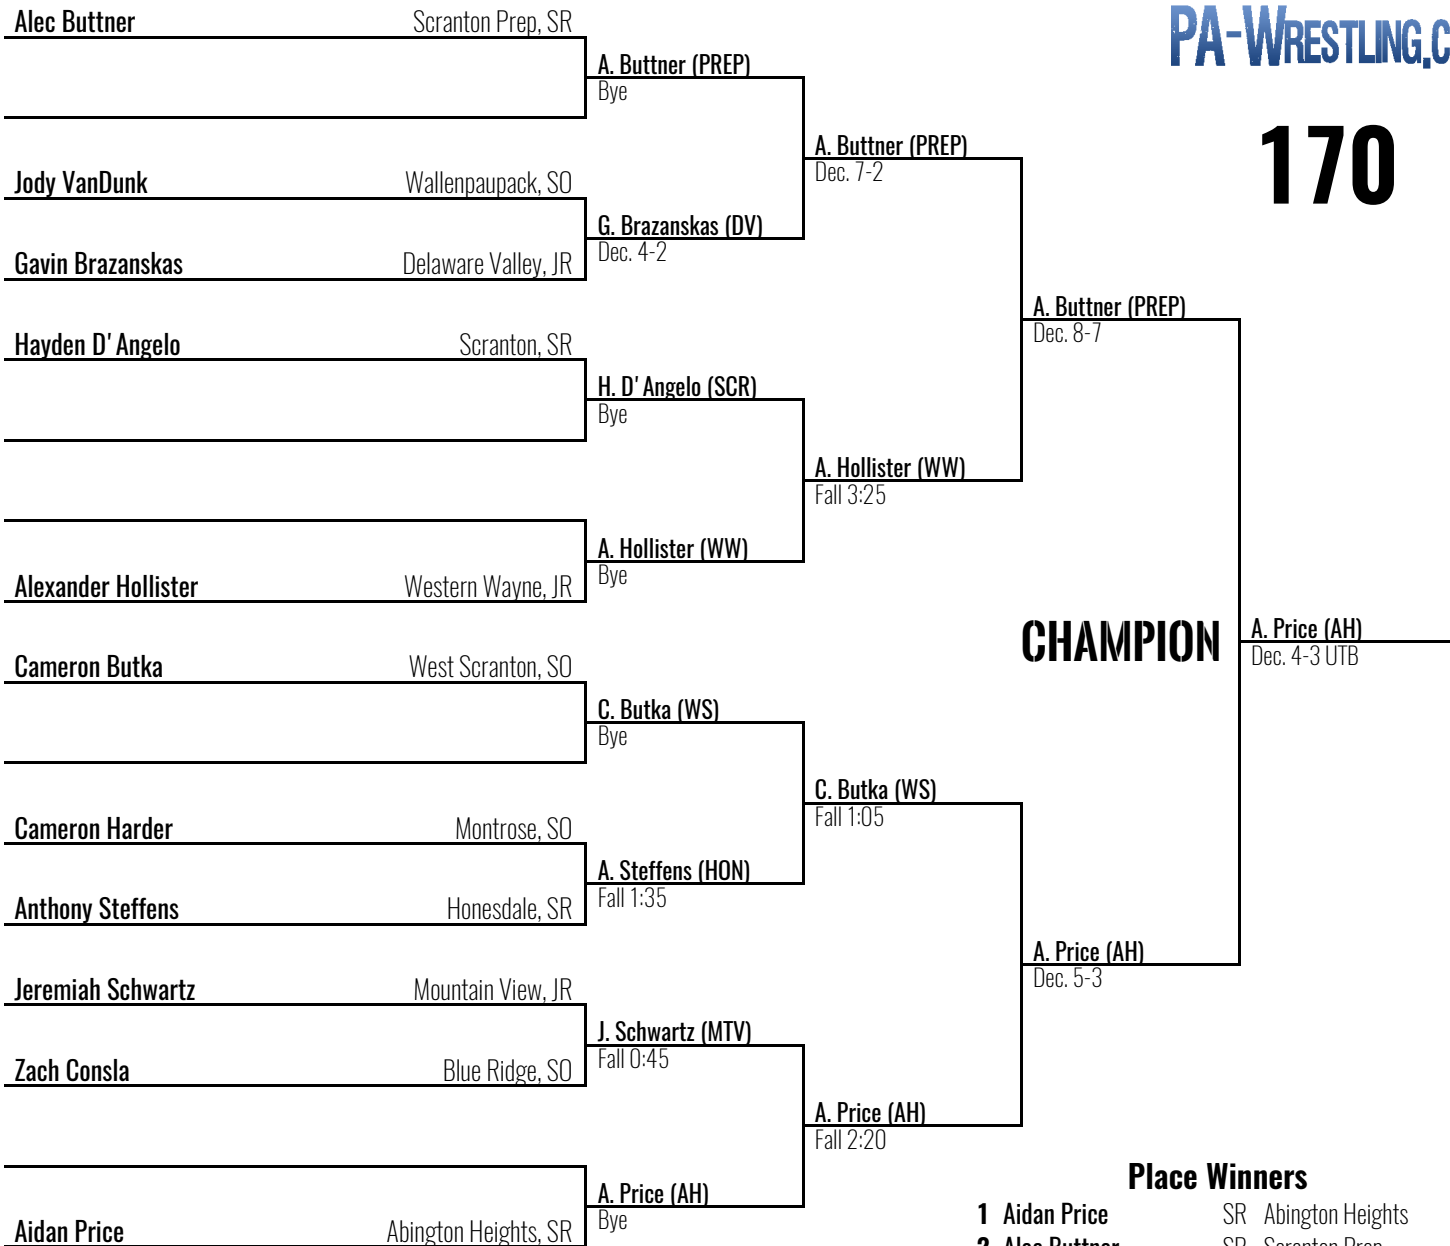 Alec Buttner Scranton Prep, SR
A. Buttner (PREP)
Bye
Jody VanDunk Wallenpaupack, SO
Gavin Brazanskas Delaware Valley, JR
G. Brazanskas (DV)
Dec. 4-2
A. Buttner (PREP)
Dec. 7-2
Hayden D'Angelo Scranton, SR
H. D'Angelo (SCR)
Bye
Alexander Hollister Western Wayne, JR
A. Hollister (WW)
Bye
A. Hollister (WW)
Fall 3:25
A. Buttner (PREP)
Dec. 8-7
Cameron Butka West Scranton, SO
C. Butka (WS)
Bye
Cameron Harder Montrose, SO
Anthony Steffens Honesdale, SR
A. Steffens (HON)
Fall 1:35
C. Butka (WS)
Fall 1:05
Jeremiah Schwartz Mountain View, JR
Zach Consla Blue Ridge, SO
J. Schwartz (MTV)
Fall 0:45
Aidan Price Abington Heights, SR
A. Price (AH)
Bye
A. Price (AH)
Fall 2:20
A. Price (AH)
Dec. 5-3
PA-WRESTLING.C
170
CHAMPION
A. Price (AH)
Dec. 4-3 UTB
Place Winners
1 Aidan Price SR Abington Heights
2 Alec Buttner SR Scranton Prep